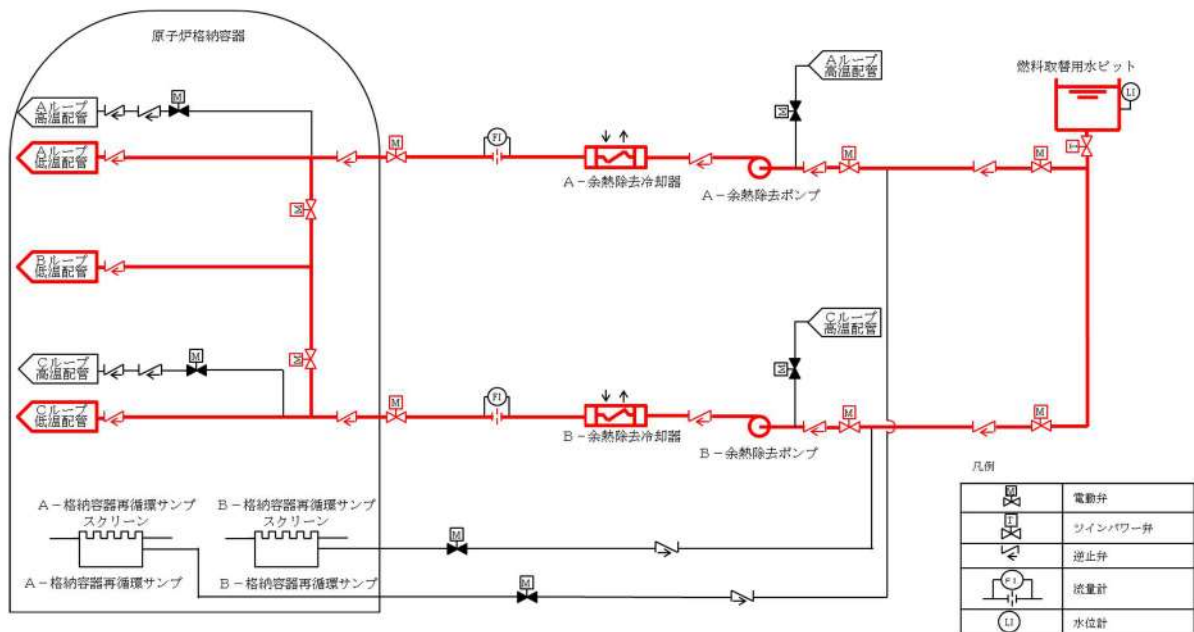 原子炉格納容器
Aループ
高温配管
Aループ
低温配管
Bループ
低温配管
Cループ
高温配管
Cループ
低温配管
M
M
M
M
M
M
FI
FI
A－余熱除去冷却器
B－余熱除去冷却器
Aループ
高温配管
M
A－余熱除去ポンプ
M
M
Cループ
高温配管
M
B－余熱除去ポンプ
M
M
燃料取替用水ピット
LI
T
A－格納容器再循環サンプ
スクリーン
A－格納容器再循環サンプ
B－格納容器再循環サンプ
スクリーン
B－格納容器再循環サンプ
M
M
凡例
M 電動弁
T ツインパワー弁
逆止弁
FI 流量計
LI 水位計